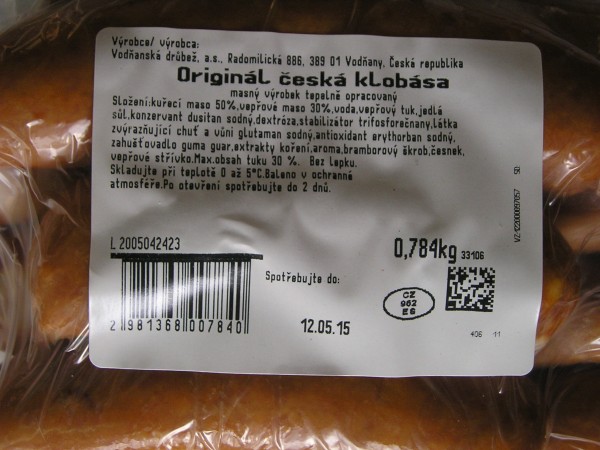 Výrobce/ výrobca:
Vodňanská drůbež, a.s., Radomilická 886, 389 01 Vodňany, Česká republika
Originál česká klobása
masný výrobek tepelně opracovaný
Složení:kuřecí maso 50%,vepřové maso 30%,voda,vepřový tuk,jedlá
sůl,konzervant dusitan sodný,dextróza,stabilizátor trifosforečnany,látka
zvýrazňující chuť a vůni glutaman sodný,antioxidant erythorban sodný,
zahušťovadlo guma guar,extrakty koření,aroma,bramborový škrob,česnek,
vepřové střívko.Max.obsah tuku 30 %. Bez lepku.
Skladujte při teplotě 0 až 5°C.Baleno v ochranné
atmosféře.Po otevření spotřebujte do 2 dnů.
L 2005042423
0,784kg 33106
Spotřebujte do:
12.05.15
2 981368 007840
CZ
962
ES
406 11
SD